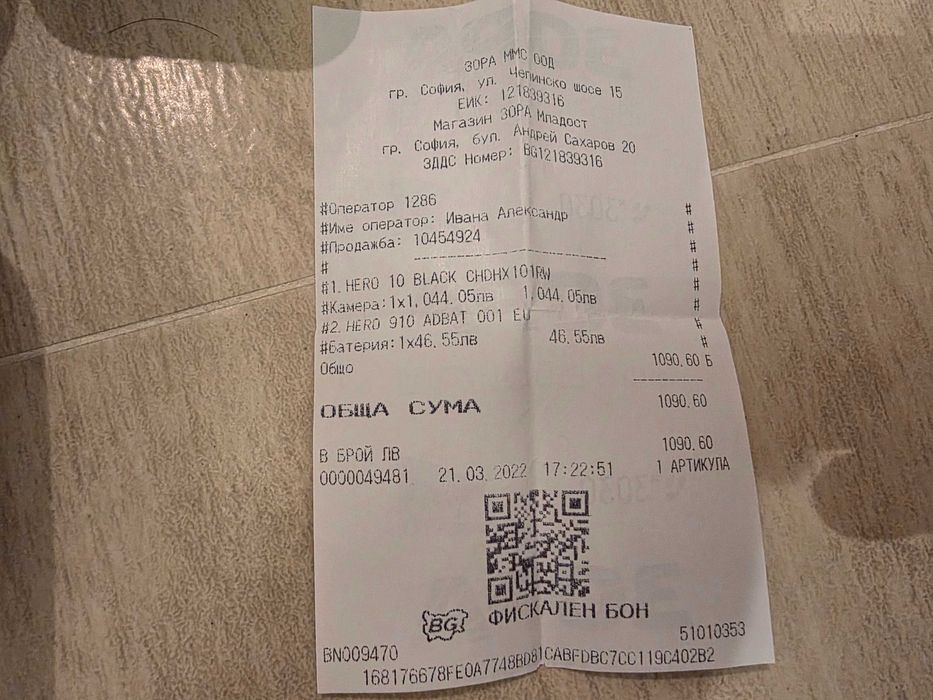 ЗОРА ММС ООД
гр. София, ул. Чепинско шосе 15
ЕИК: 121839316
Магазин ЗОРА Младост
гр. София, бул. Андрей Сахаров 20
ЗДДС Номер: BG121839316
#Оператор 1286 #
#Име оператор: Ивана Александр #
#Продажба: 10454924 #
# ------------------------ #
#1. HERO 10 BLACK CHDHX101RW #
#Камера:1x1,044.05лв 1,044.05лв #
#2. HERO 910 ADBAT 001 EU #
#Батерия:1x46,55лв 46,55лв #
Общо 1090.60 Б
----------
ОБЩА СУМА 1090.60
В БРОЙ ЛВ 1090.60
0000049481 21.03.2022 17:22:51 1 АРТИКУЛА
BG ФИСКАЛЕН БОН
BN009470 51010353
168176678FE0A7748BD81CABFDBC7CC119C402B2